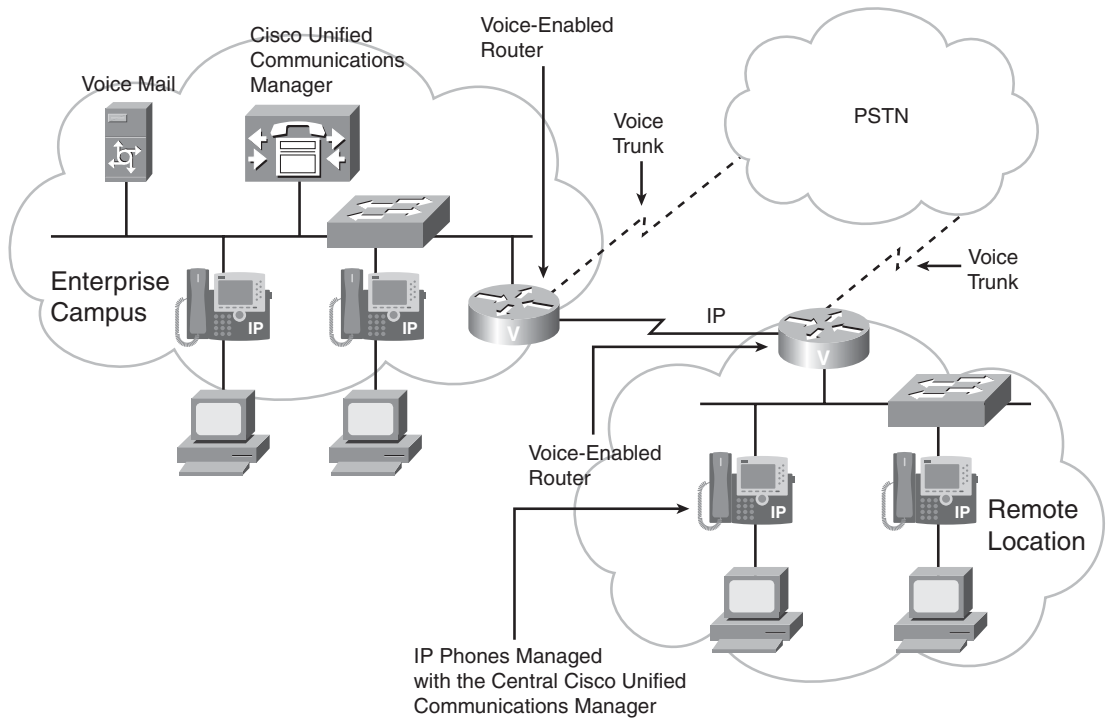 Voice Mail
Cisco Unified
Communications
Manager
Voice-Enabled
Router
Voice
Trunk
PSTN
Voice
Trunk
Enterprise
Campus
IP
IP
V
IP
V
Voice-Enabled
Router
IP
IP
Remote
Location
IP Phones Managed
with the Central Cisco Unified
Communications Manager